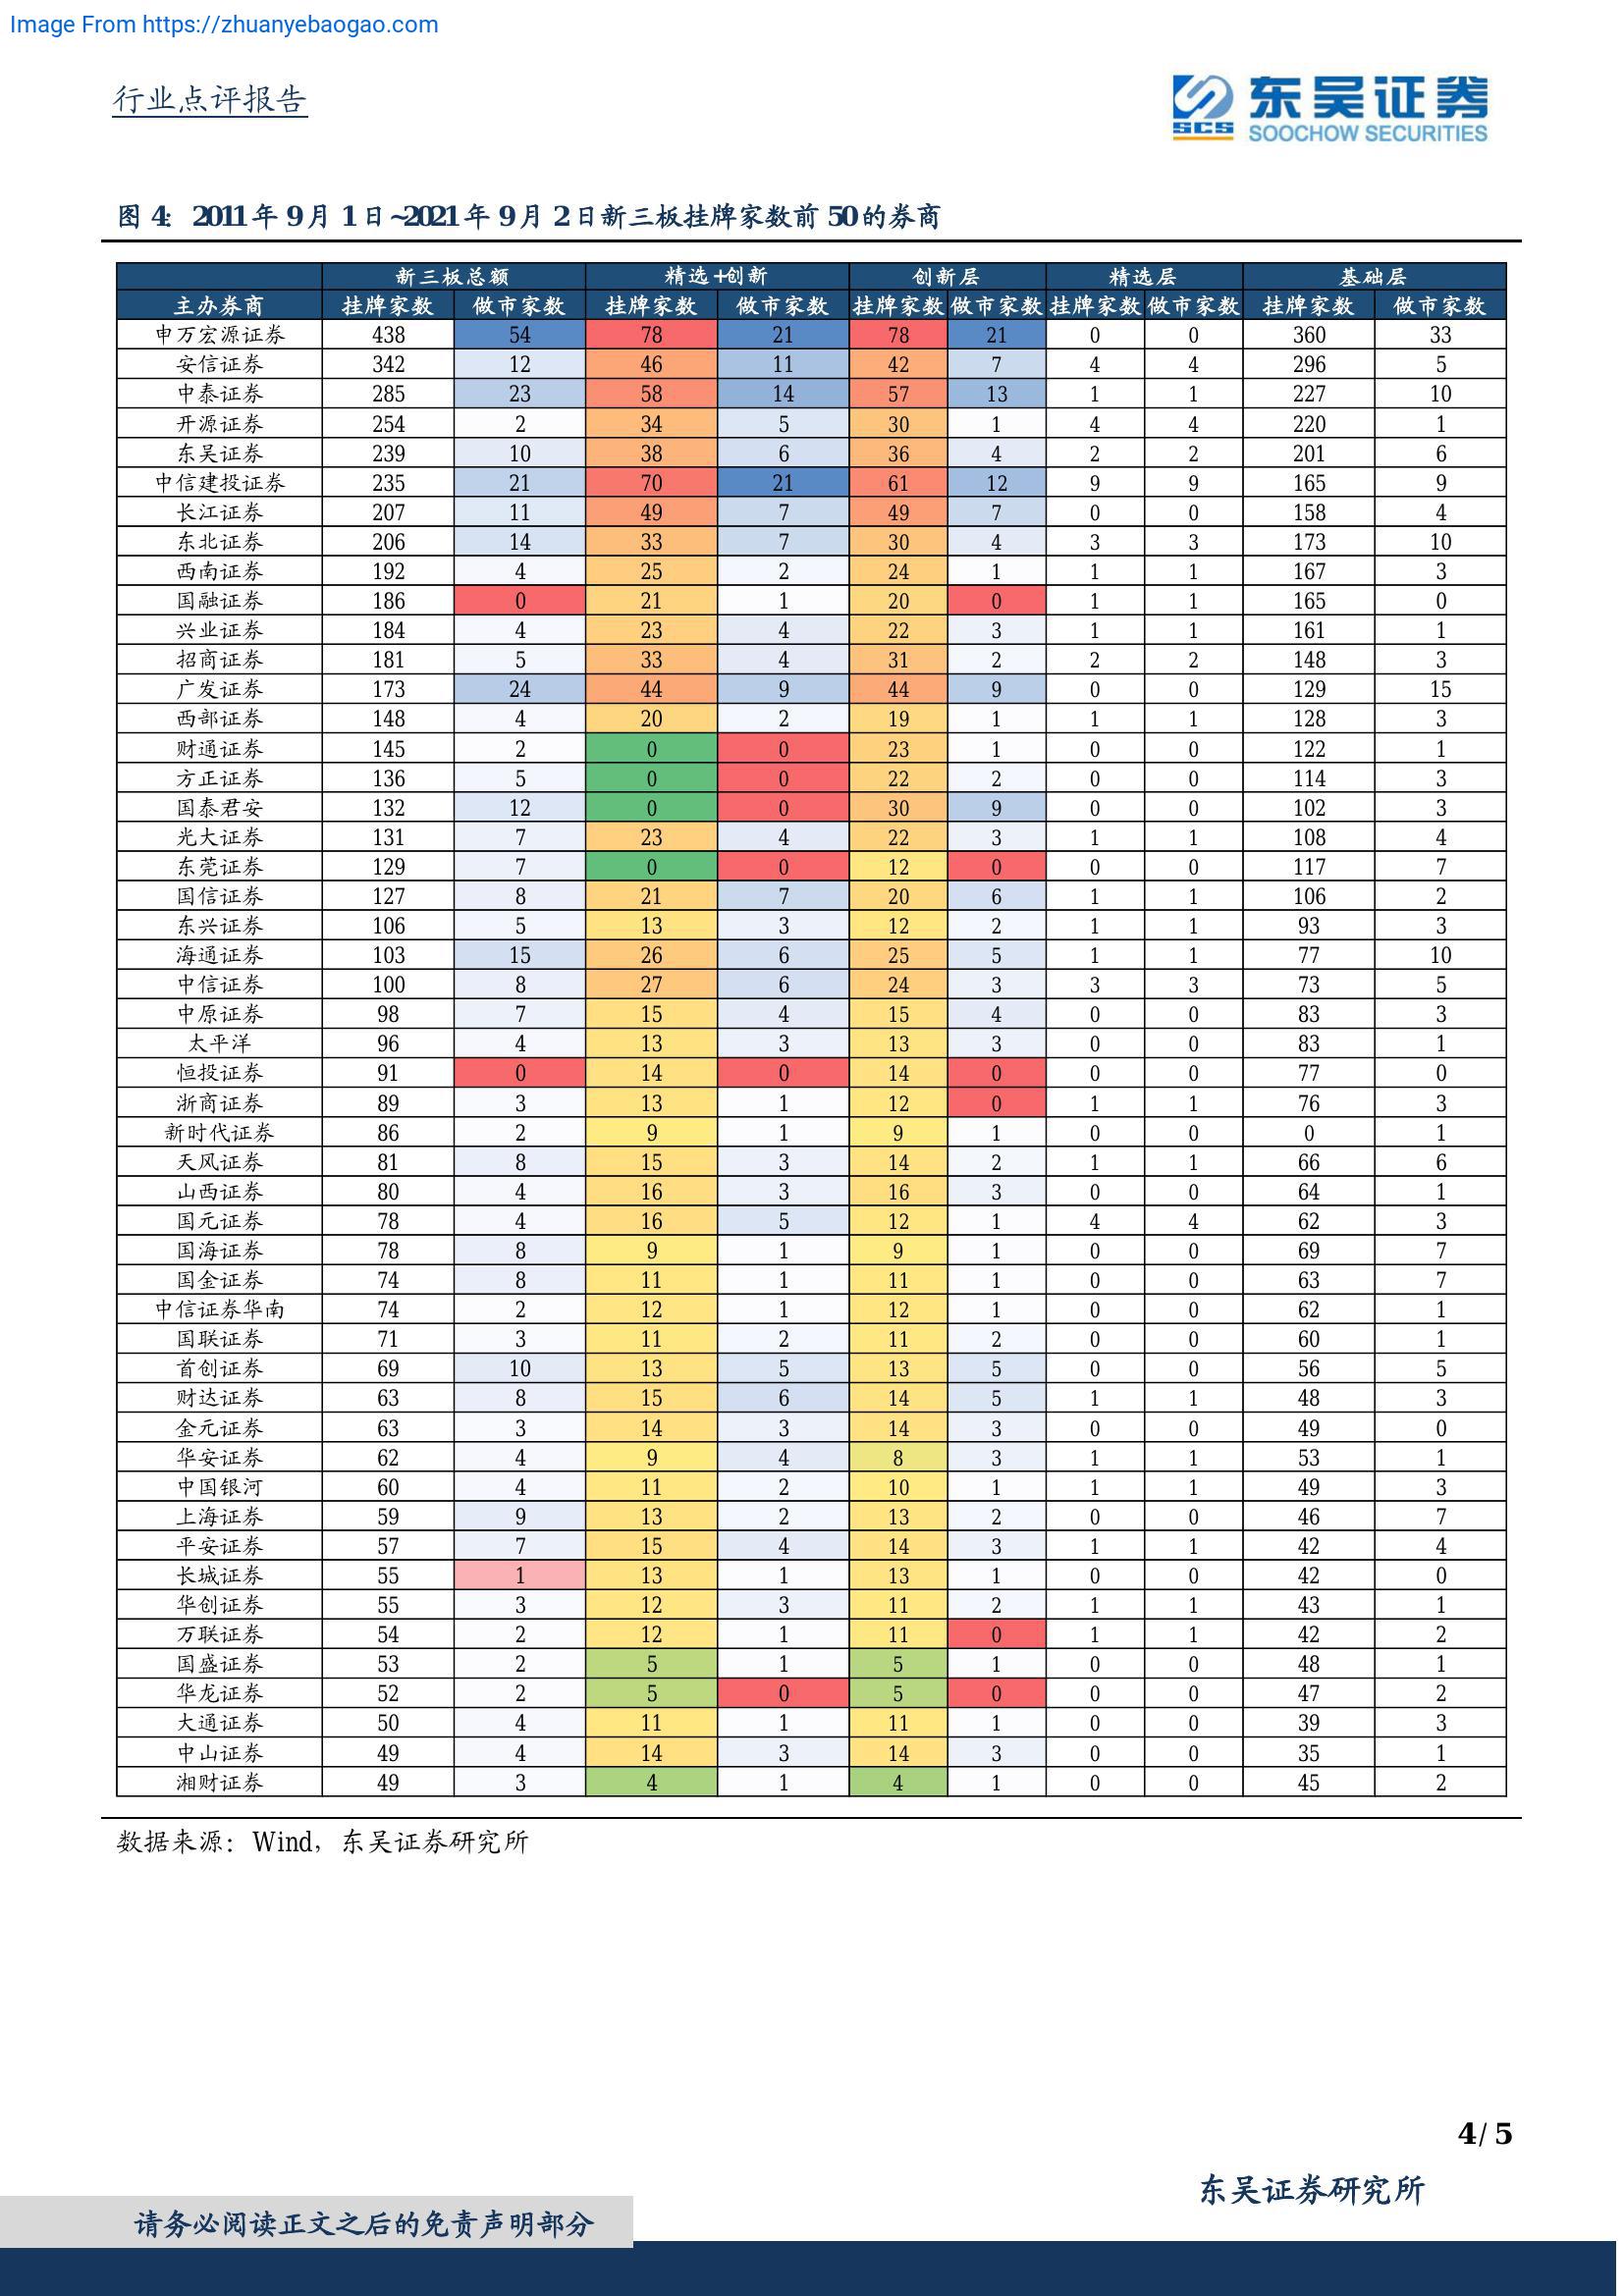 Image From https://zhuanyebaogao.com
行业点评报告
SCS 东吴证券
SOOCHOW SECURITIES
图 4: 2011 年 9 月 1 日~2021 年 9 月 2 日新三板挂牌家数前 50 的券商
新三板总额 精选+创新 创新层 精选层 基础层
主办券商 挂牌家数 做市家数 挂牌家数 做市家数 挂牌家数 做市家数 挂牌家数 做市家数 挂牌家数 做市家数
申万宏源证券 438 54 78 21 78 21 0 0 360 33
安信证券 342 12 46 11 42 7 4 4 296 5
中泰证券 285 23 58 14 57 13 1 1 227 10
开源证券 254 2 34 5 30 1 4 4 220 1
东吴证券 239 10 38 6 36 4 2 2 201 6
中信建投证券 235 21 70 21 61 12 9 9 165 9
长江证券 207 11 49 7 49 7 0 0 158 4
东北证券 206 14 33 7 30 4 3 3 173 10
西南证券 192 4 25 2 24 1 1 1 167 3
国融证券 186 0 21 1 20 0 1 1 165 0
兴业证券 184 4 23 4 22 3 1 1 161 1
招商证券 181 5 33 4 31 2 2 2 148 3
广发证券 173 24 44 9 44 9 0 0 129 15
西部证券 148 4 20 2 19 1 1 1 128 3
财通证券 145 2 0 0 23 1 0 0 122 1
方正证券 136 5 0 0 22 2 0 0 114 3
国泰君安 132 12 0 0 30 9 0 0 102 3
光大证券 131 7 23 4 22 3 1 1 108 4
东莞证券 129 7 0 0 12 0 0 0 117 7
国信证券 127 8 21 7 20 6 1 1 106 2
东兴证券 106 5 13 3 12 2 1 1 93 3
海通证券 103 15 26 6 25 5 1 1 77 10
中信证券 100 8 27 6 24 3 3 3 73 5
中原证券 98 7 15 4 15 4 0 0 83 3
太平洋 96 4 13 3 13 3 0 0 83 1
恒投证券 91 0 14 0 14 0 0 0 77 0
浙商证券 89 3 13 1 12 0 1 1 76 3
新时代证券 86 2 9 1 9 1 0 0 0 1
天风证券 81 8 15 3 14 2 1 1 66 6
山西证券 80 4 16 3 16 3 0 0 64 1
国元证券 78 4 16 5 12 1 4 4 62 3
国海证券 78 8 9 1 9 1 0 0 69 7
国金证券 74 8 11 1 11 1 0 0 63 7
中信证券华南 74 2 12 1 12 1 0 0 62 1
国联证券 71 3 11 2 11 2 0 0 60 1
首创证券 69 10 13 5 13 5 0 0 56 5
财达证券 63 8 15 6 14 5 1 1 48 3
金元证券 63 3 14 3 14 3 0 0 49 0
华安证券 62 4 9 4 8 3 1 1 53 1
中国银河 60 4 11 2 10 1 1 1 49 3
上海证券 59 9 13 2 13 2 0 0 46 7
平安证券 57 7 15 4 14 3 1 1 42 4
长城证券 55 1 13 1 13 1 0 0 42 0
华创证券 55 3 12 3 11 2 1 1 43 1
万联证券 54 2 12 1 11 0 1 1 42 2
国盛证券 53 2 5 1 5 1 0 0 48 1
华龙证券 52 2 5 0 5 0 0 0 47 2
大通证券 50 4 11 1 11 1 0 0 39 3
中山证券 49 4 14 3 14 3 0 0 35 1
湘财证券 49 3 4 1 4 1 0 0 45 2
数据来源：Wind，东吴证券研究所
4 / 5
东吴证券研究所
请务必阅读正文之后的免责声明部分